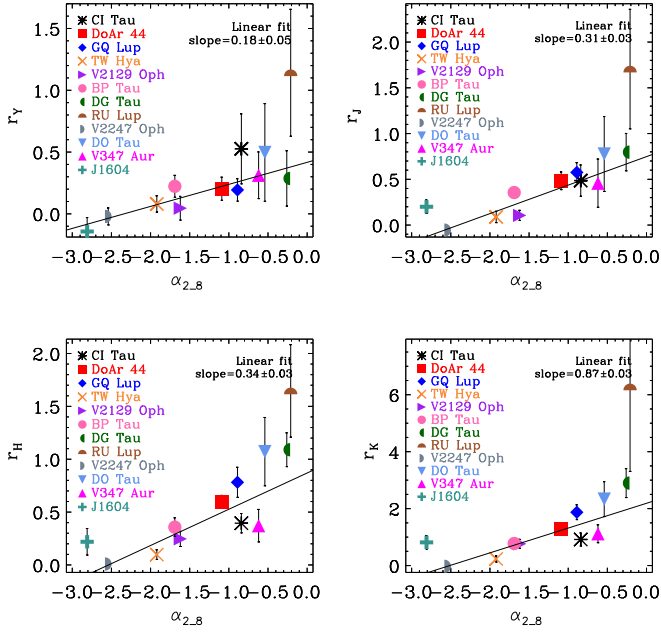 CI Tau
DoAr 44
GQ Lup
TW Hya
V2129 Oph
BP Tau
DG Tau
RU Lup
V2247 Oph
DO Tau
V347 Aur
J1604
Linear fit
slope=0.18±0.05
1.5
1.0
0.5
0.0
r_Y
-3.0 -2.5 -2.0 -1.5 -1.0 -0.5 0.0
α_{2_8}
CI Tau
DoAr 44
GQ Lup
TW Hya
V2129 Oph
BP Tau
DG Tau
RU Lup
V2247 Oph
DO Tau
V347 Aur
J1604
Linear fit
slope=0.31±0.03
2.0
1.5
1.0
0.5
0.0
r_J
-3.0 -2.5 -2.0 -1.5 -1.0 -0.5 0.0
α_{2_8}
CI Tau
DoAr 44
GQ Lup
TW Hya
V2129 Oph
BP Tau
DG Tau
RU Lup
V2247 Oph
DO Tau
V347 Aur
J1604
Linear fit
slope=0.34±0.03
2.0
1.5
1.0
0.5
0.0
r_H
-3.0 -2.5 -2.0 -1.5 -1.0 -0.5 0.0
α_{2_8}
CI Tau
DoAr 44
GQ Lup
TW Hya
V2129 Oph
BP Tau
DG Tau
RU Lup
V2247 Oph
DO Tau
V347 Aur
J1604
Linear fit
slope=0.87±0.03
6
4
2
0
r_K
-3.0 -2.5 -2.0 -1.5 -1.0 -0.5 0.0
α_{2_8}